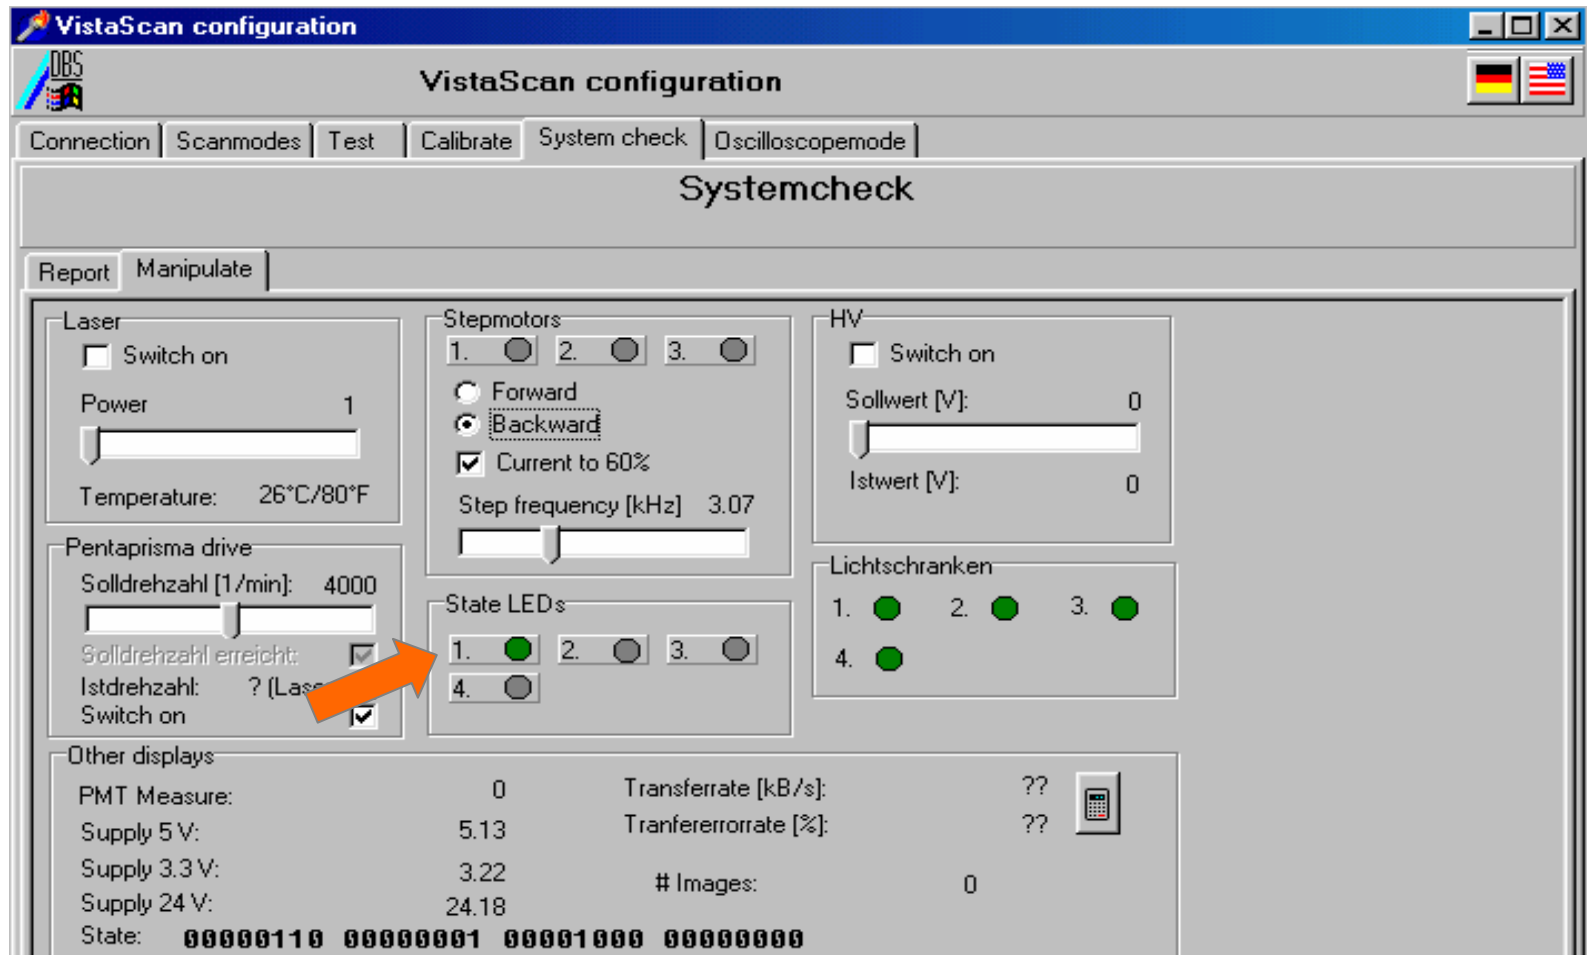 VistaScan configuration
DBS
VistaScan configuration
Connection Scanmodes Test Calibrate System check Oscilloscopemode
Systemcheck
Report Manipulate
Laser
Switch on
Power 1
Temperature: 26°C/80°F
Stepmotors
1. 2. 3.
Forward
Backward
Current to 60%
Step frequency [kHz] 3.07
HV
Switch on
Sollwert [V]: 0
Istwert [V]: 0
Pentaprisma drive
Solldrehzahl [1/min]: 4000
Solldrehzahl erreicht:
Istdrehzahl: ? (Las
Switch on
State LEDs
1. 2. 3.
4.
Lichtschranken
1. 2. 3.
4.
Other displays
PMT Measure: 0
Supply 5 V: 5.13
Supply 3.3 V: 3.22
Supply 24 V: 24.18
Transferrate [kB/s]: ??
Tranfererrorrate [%]: ??
# Images: 0
State: 00000110 00000001 00001000 00000000